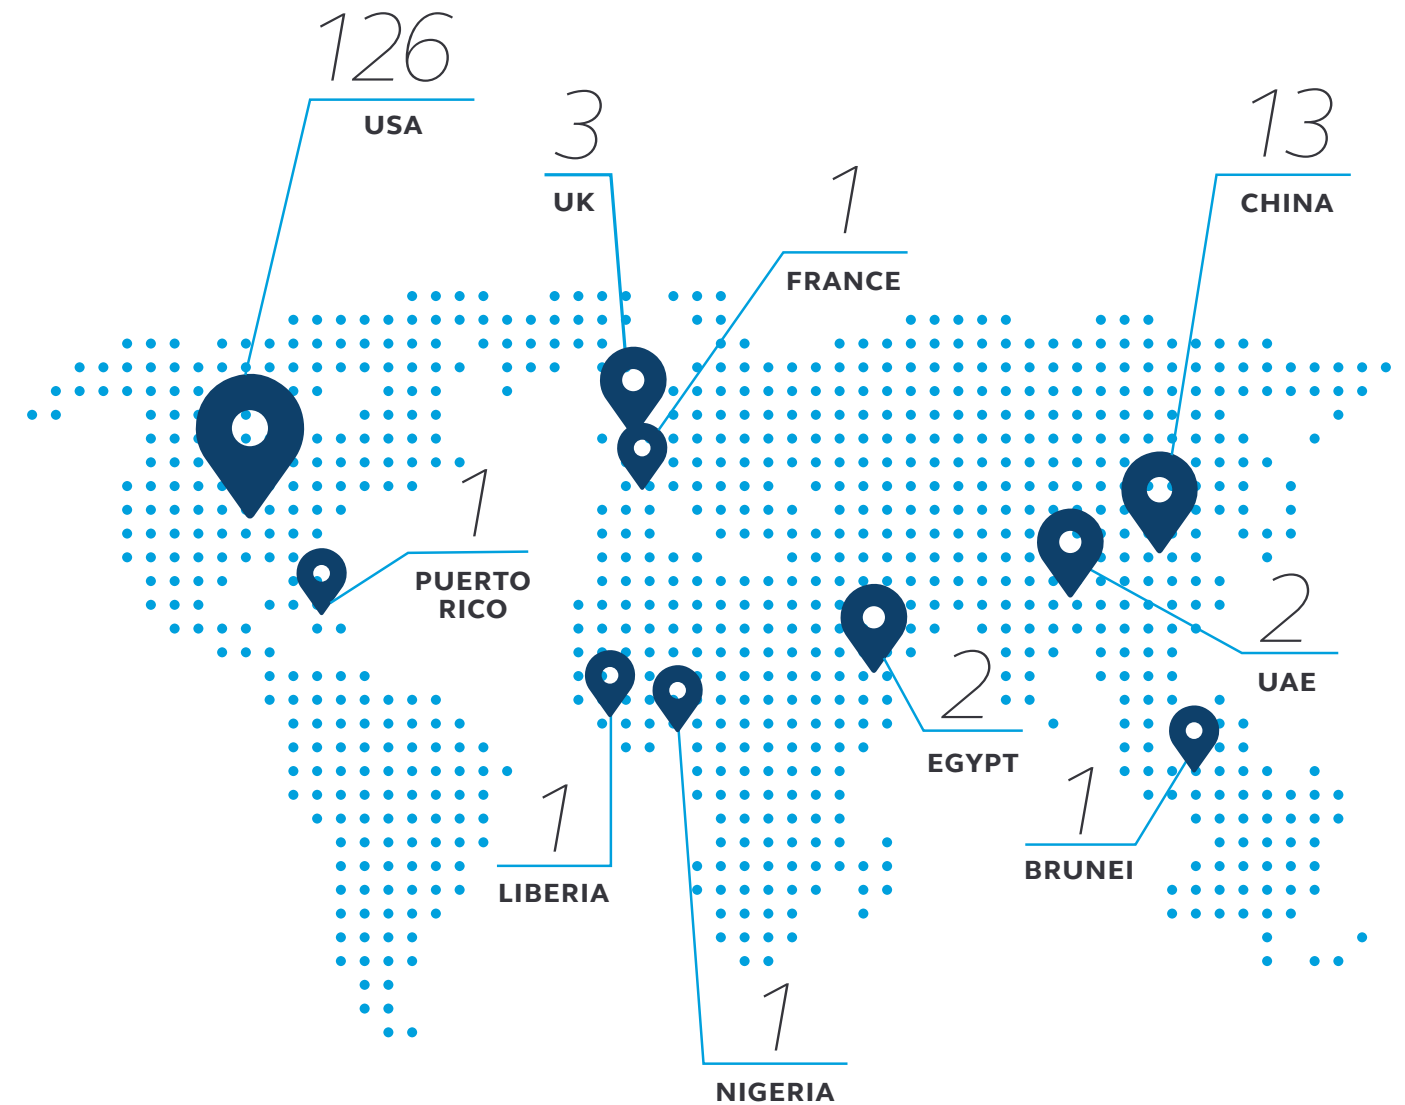 126
USA
3
UK
1
FRANCE
13
CHINA
1
PUERTO
RICO
2
UAE
2
EGYPT
1
LIBERIA
1
BRUNEI
1
NIGERIA